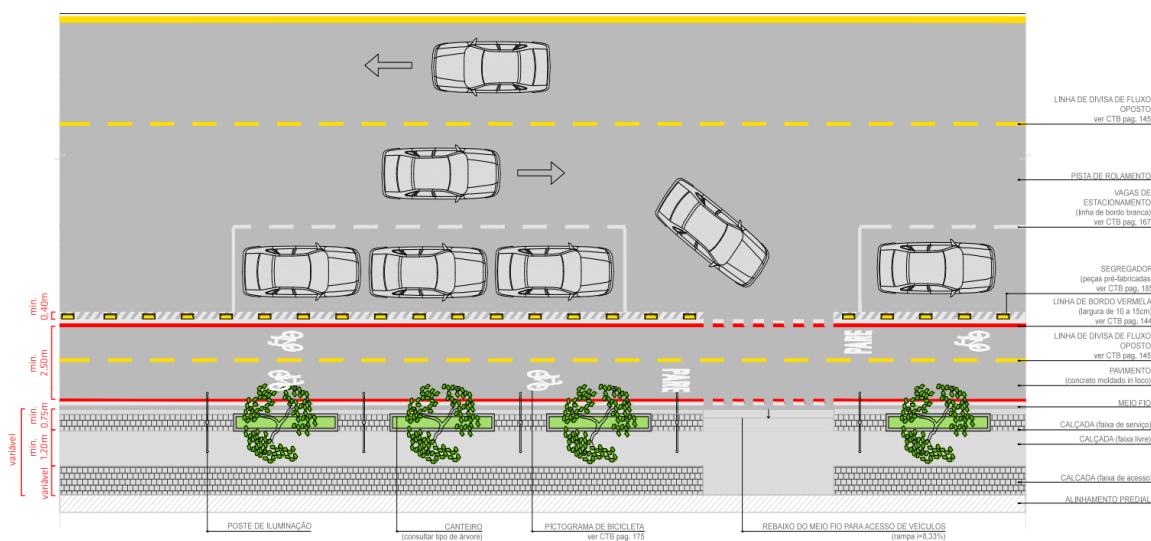 LINHA DE DIVISA DE FLUXO
OPOSTO
ver CTB pag. 145
PISTA DE ROLAMENTO
VAGAS DE
ESTACIONAMENTO
(linha de bordo branca)
ver CTB pag. 167
SEGREGADOR
(peças pré-fabricadas
ver CTB pag. 185
LINHA DE BORDO VERMELA
(largura de 10 a 15cm)
ver CTB pag. 144
LINHA DE DIVISA DE FLUXO
OPOSTO
ver CTB pag. 145
PAVIMENTO
(concreto moldado in loco)
MEIO FIO
CALÇADA (faixa de serviço)
CALÇADA (faixa livre)
CALÇADA (faixa de acesso)
ALINHAMENTO PREDIAL
min.
0,40m
min.
2,50m
min.
0,75m
min.
1,20m
variável
variável
PARE
PARE
POSTE DE ILUMINAÇÃO
CANTEIRO
(consultar tipo de árvore)
PICTOGRAMA DE BICICLETA
ver CTB pag. 175
REBAIXO DO MEIO FIO PARA ACESSO DE VEÍCULOS
(rampa i=8,33%)